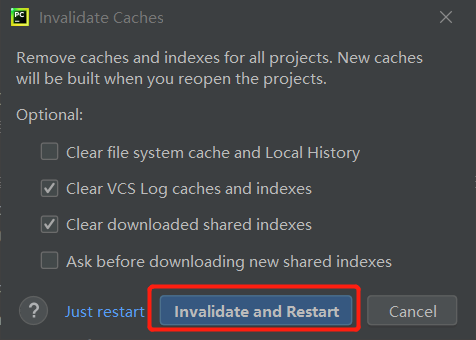 PC
Invalidate Caches
Remove caches and indexes for all projects. New caches
will be built when you reopen the projects.
Optional:
Clear file system cache and Local History
Clear VCS Log caches and indexes
Clear downloaded shared indexes
Ask before downloading new shared indexes
? Just restart Invalidate and Restart Cancel